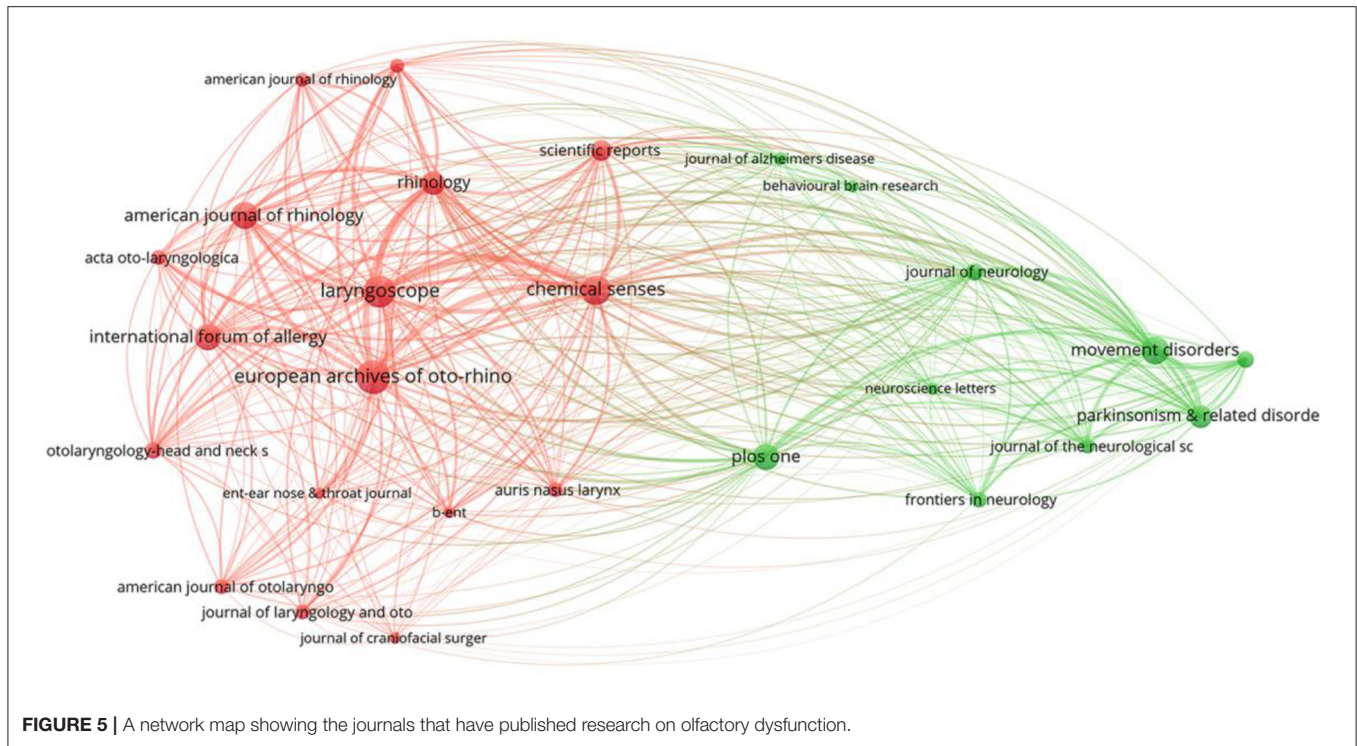 american journal of rhinology
scientific reports
journal of alzheimers disease
rhinology
behavioural brain research
american journal of rhinology
acta oto-laryngologica
journal of neurology
laryngoscope
chemical senses
international forum of allergy
movement disorders
european archives of oto-rhino
neuroscience letters
parkinsonism & related disorde
otolaryngology-head and neck s
journal of the neurological sc
plos one
ent-ear nose & throat journal
auris nasus larynx
frontiers in neurology
b-ent
american journal of otolaryngo
journal of laryngology and oto
journal of craniofacial surger
FIGURE 5 | A network map showing the journals that have published research on olfactory dysfunction.